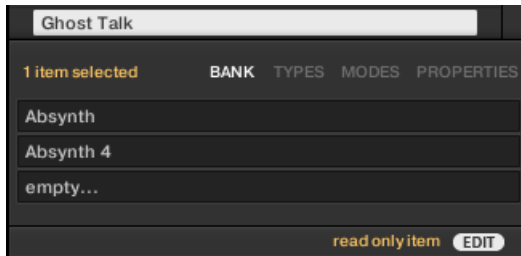 Ghost Talk
1 item selected BANK TYPES MODES PROPERTIES
Absynth
Absynth 4
empty...
read only item EDIT